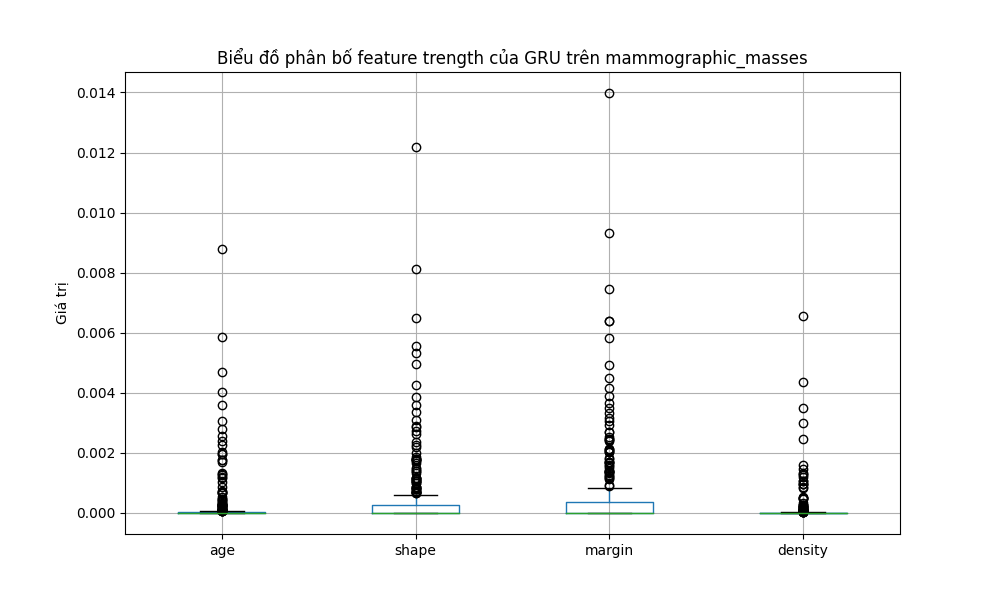 Biểu đồ phân bố feature trength của GRU trên mammographic_masses
0.014
0.012
0.010
0.008
0.006
0.004
0.002
0.000
Giá trị
age shape margin density